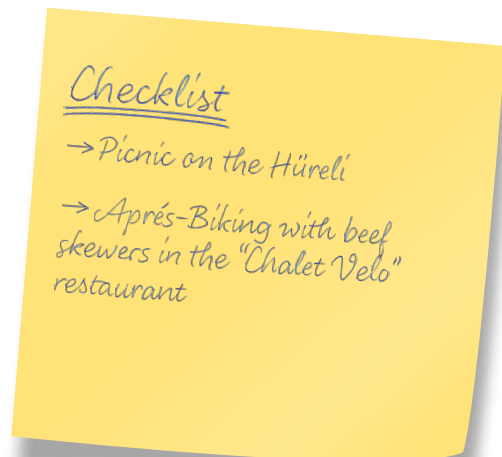 Checklist
→Picnic on the Hüreli
→Aprés-Biking with beef
skewers in the "Chalet Velo"
restaurant